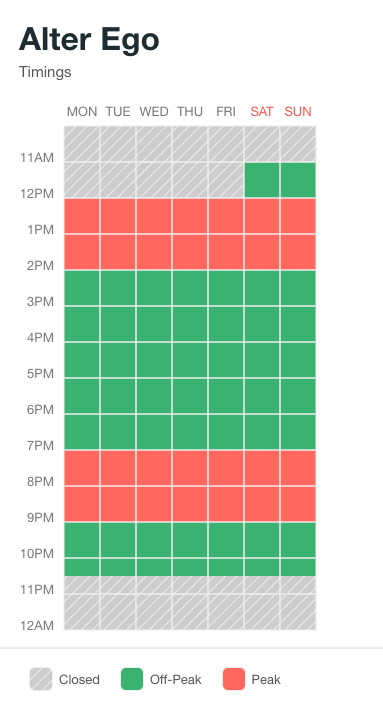 Alter Ego
Timings
MON TUE WED THU FRI SAT SUN
11AM
12PM
1PM
2PM
3PM
4PM
5PM
6PM
7PM
8PM
9PM
10PM
11PM
12AM
Closed Off-Peak Peak